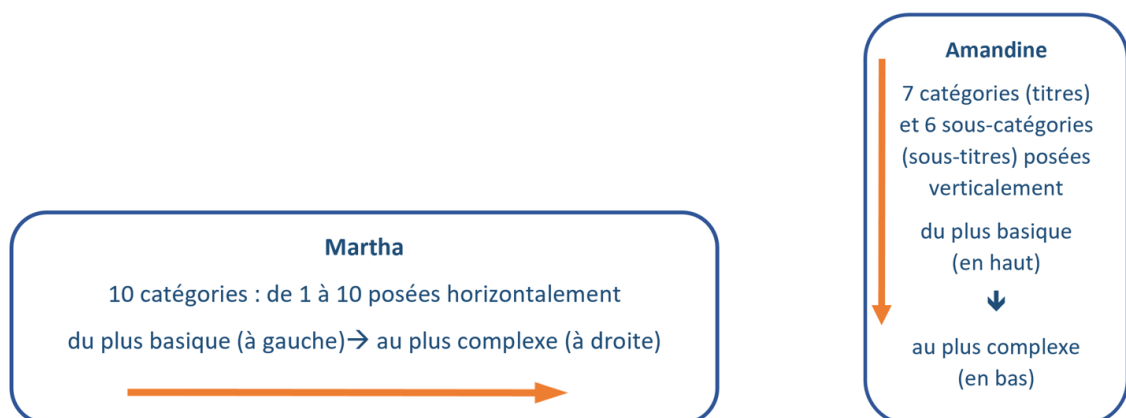 Martha
10 catégories : de 1 à 10 posées horizontalement
du plus basique (à gauche)→ au plus complexe (à droite)
Amandine
7 catégories (titres)
et 6 sous-catégories
(sous-titres) posées
verticalement
du plus basique
(en haut)
↓
au plus complexe
(en bas)